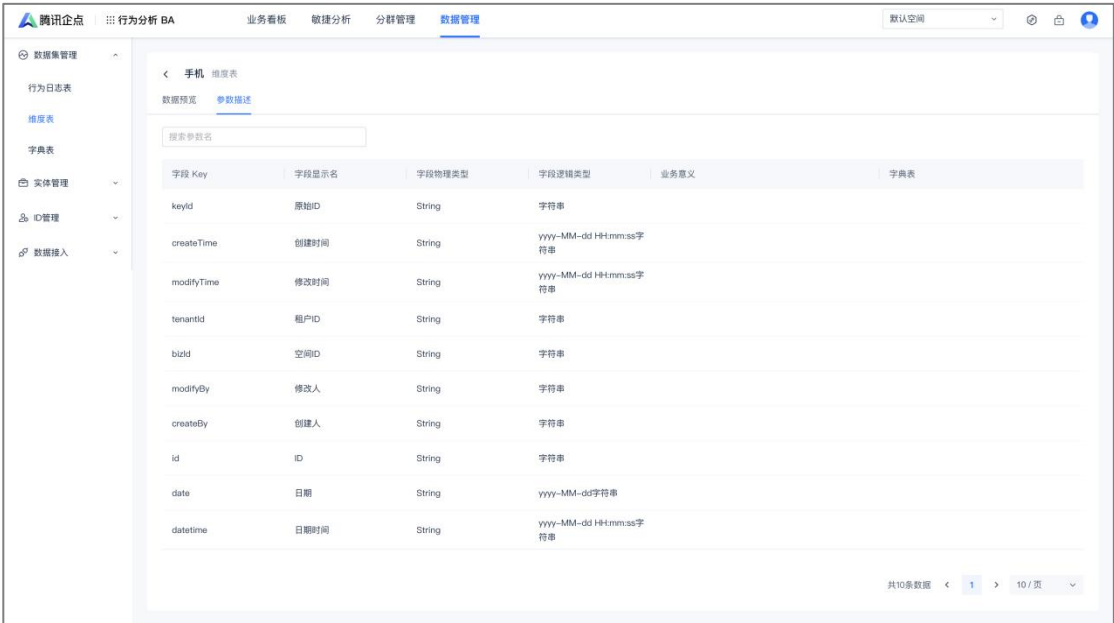 腾讯企点 行为分析 BA 业务看板 敏捷分析 分群管理 数据管理 默认空间
数据集管理
行为日志表
维度表
字典表
实体管理
ID管理
数据接入
手机 维度表
数据预览 参数描述
搜索参数名
字段 Key 字段显示名 字段物理类型 字段逻辑类型 业务意义 字典表
keyId 原始ID String 字符串
createTime 创建时间 String yyyy-MM-dd HH:mm:ss字
符串
modifyTime 修改时间 String yyyy-MM-dd HH:mm:ss字
符串
tenantId 租户ID String 字符串
bizId 空间ID String 字符串
modifyBy 修改人 String 字符串
createBy 创建人 String 字符串
id ID String 字符串
date 日期 String yyyy-MM-dd字符串
datetime 日期时间 String yyyy-MM-dd HH:mm:ss字
符串
共10条数据 1 10 / 页